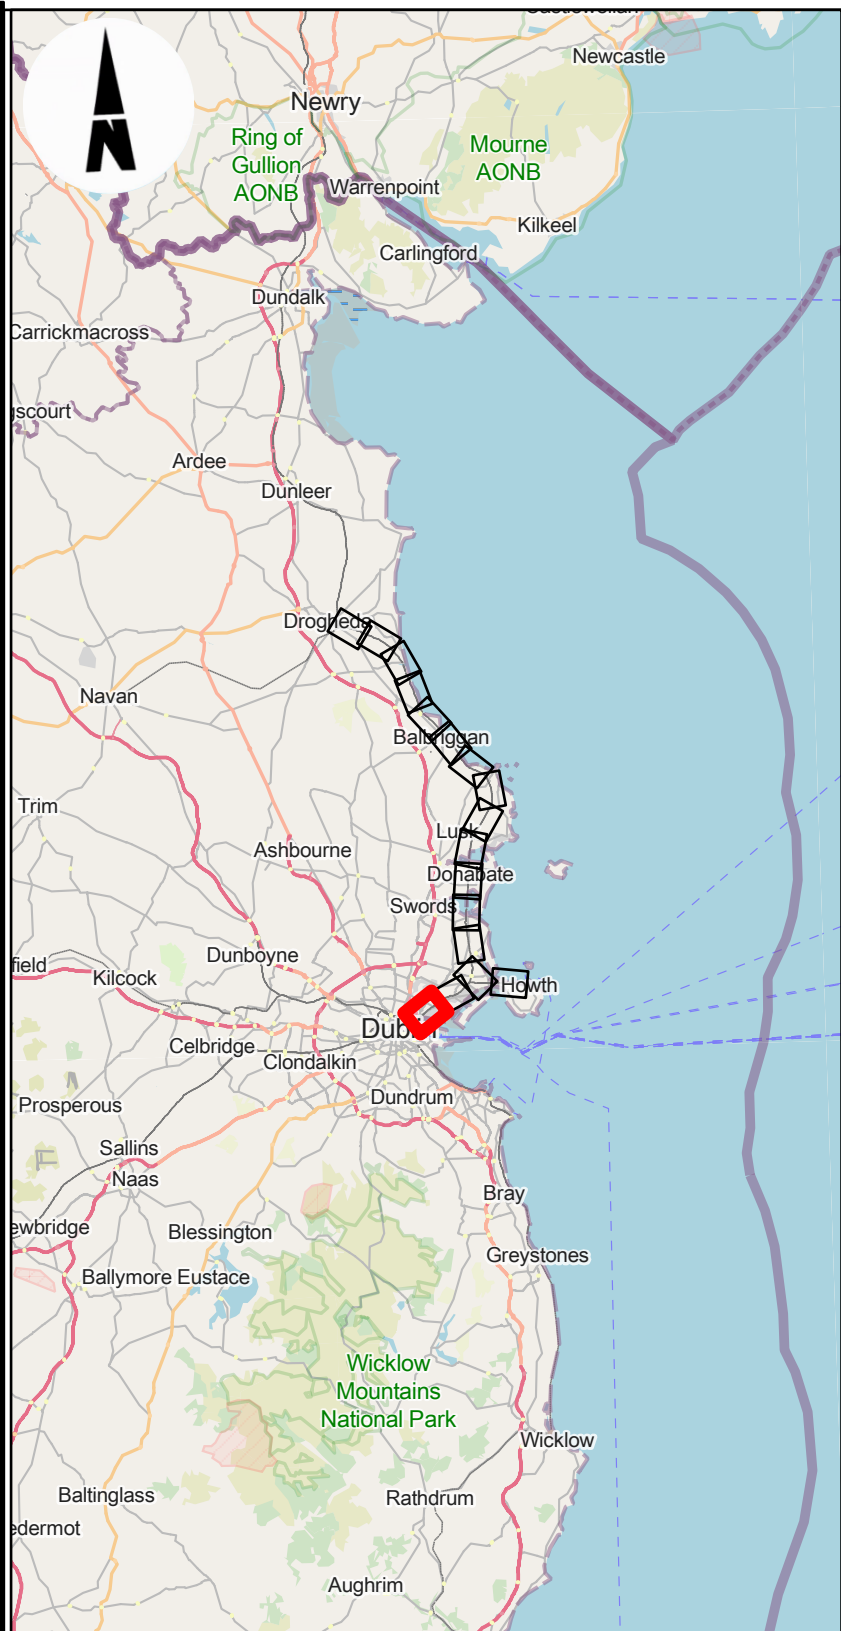 Newcastle
N
Newry
Ring of
Gullion
AONB
Mourne
AONB
Warrenpoint
Kilkeel
Carlingford
Dundalk
Carrickmacross
gscourt
Ardee
Dunleer
Drogheda
Navan
Balbriggan
Trim
Lusk
Ashbourne
Donabate
Swords
Dunboyne
field
Kilcock
Howth
Dublin
Celbridge
Clondalkin
Dundrum
Prosperous
Sallins
Naas
Bray
ewbridge
Blessington
Greystones
Ballymore Eustace
Wicklow
Mountains
National Park
Wicklow
Baltinglass
Rathdrum
edermot
Aughrim